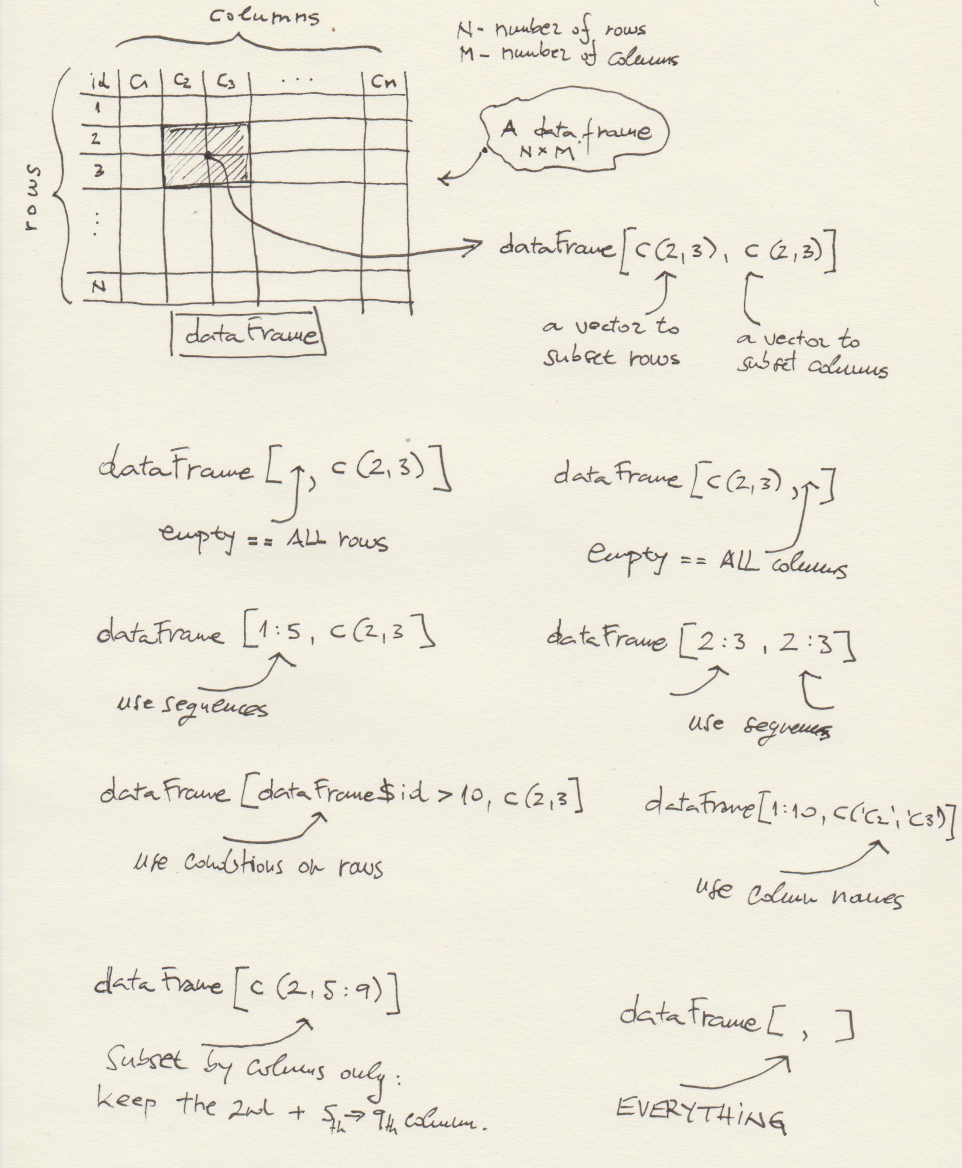 columns
N - number of rows
M - number of columns
rows
id C1 C2 C3 ... Cn
1
2
3
...
N
dataFrame
A data.frame
N × M
dataFrame[c(2,3), c(2,3)]
a vector to
subset rows
a vector to
subset columns
dataFrame[ , c(2,3)]
empty == ALL rows
dataFrame[c(2,3), ]
empty == ALL columns
dataFrame[1:5, c(2,3]
use sequences
dataFrame[2:3, 2:3]
use sequences
dataFrame[dataFrame$id > 10, c(2,3]
use conditions on rows
dataFrame[1:10, c('C2', 'C3')]
use column names
dataFrame[c(2, 5:9)]
Subset by columns only:
keep the 2nd + 5th → 9th column.
dataFrame[ , ]
EVERYTHING